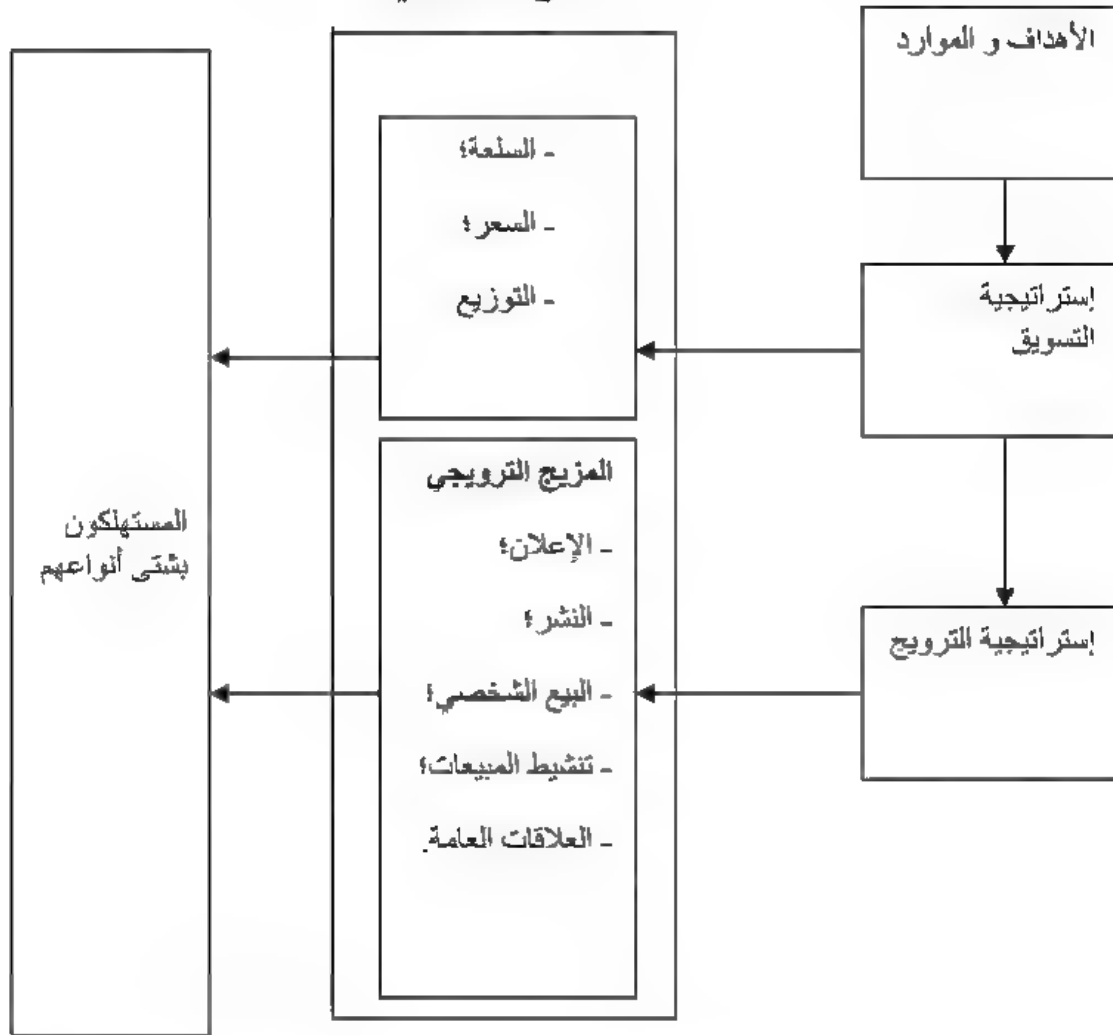 الأهداف و الموارد
إستراتيجية
التسويق
إستراتيجية الترويج
- السلعة؛
- السعر؛
- التوزيع
المزيج الترويجي
- الإعلان؛
- النشر؛
- البيع الشخصي؛
- تنشيط المبيعات؛
- العلاقات العامة.
المستهلكون
بشتى أنواعهم